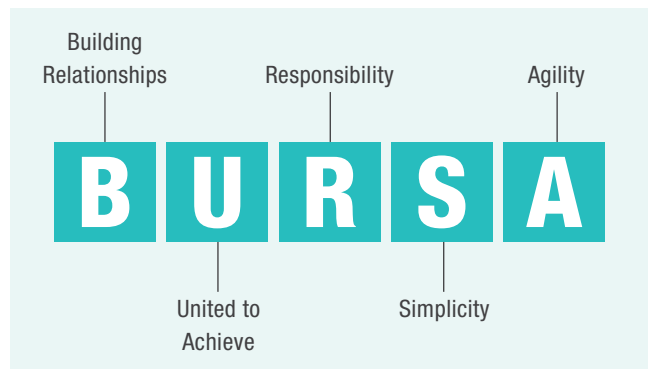 Building
Relationships
Responsibility
Agility
B U R S A
United to
Achieve
Simplicity